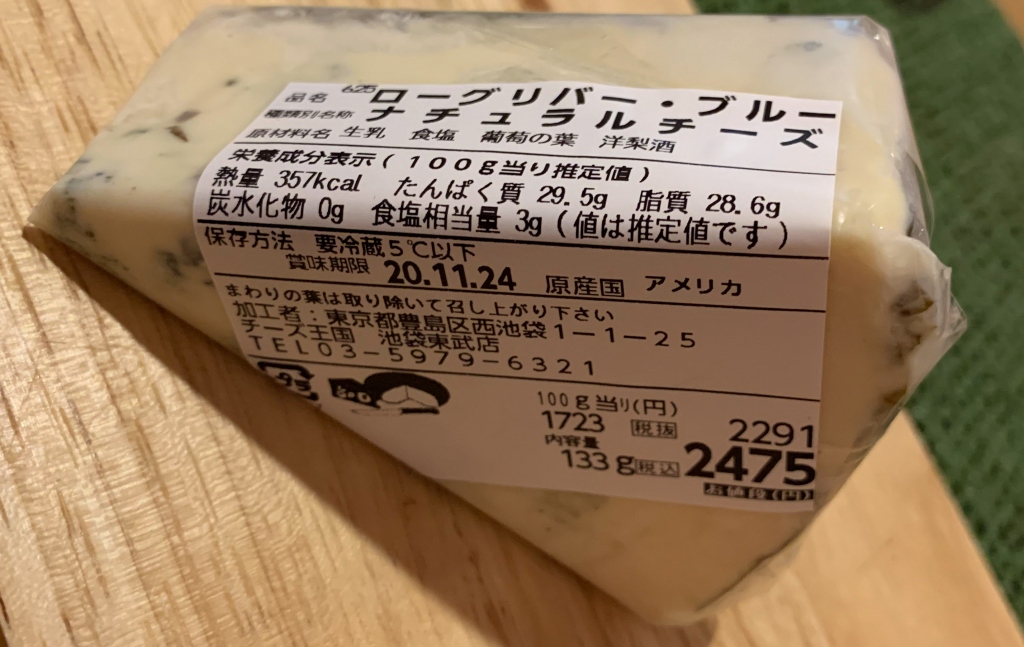 625
品名 ローグリバー・ブルー
種類別名称 ナチュラルチーズ
原材料名 生乳 食塩 葡萄の葉 洋梨酒
栄養成分表示(100g当り推定値)
熱量 357kcal たんぱく質 29.5g 脂質 28.6g
炭水化物 0g 食塩相当量 3g(値は推定値です)
保存方法 要冷蔵5℃以下
賞味期限 20.11.24 原産国 アメリカ
まわりの葉は取り除いて召し上がり下さい
加工者:東京都豊島区西池袋1-1-25
チーズ王国 池袋東武店
TEL03-5979-6321
100g当り(円)
1723 税抜 2291
内容量
133g 税込 2475
お値段(円)